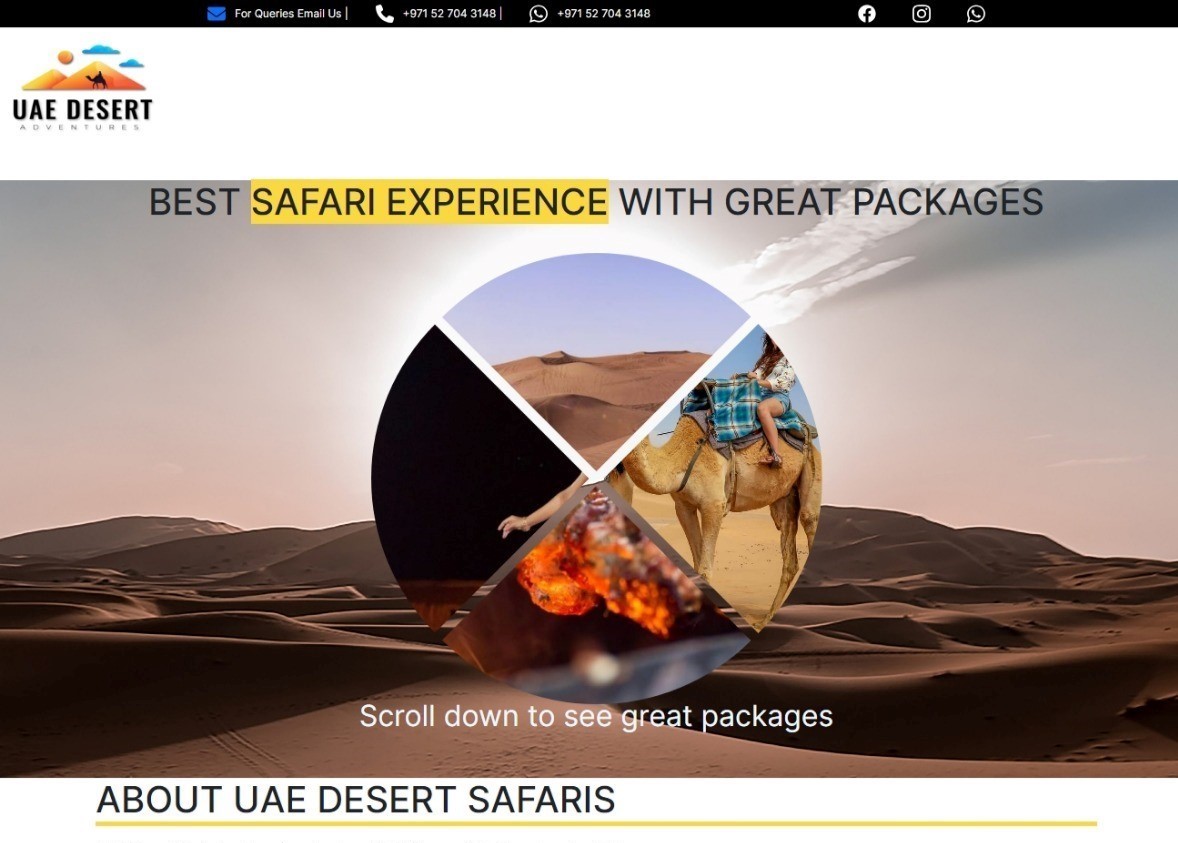 For Queries Email Us |
+971 52 704 3148 |
+971 52 704 3148
UAE DESERT
ADVENTURES
BEST SAFARI EXPERIENCE WITH GREAT PACKAGES
Scroll down to see great packages
ABOUT UAE DESERT SAFARIS